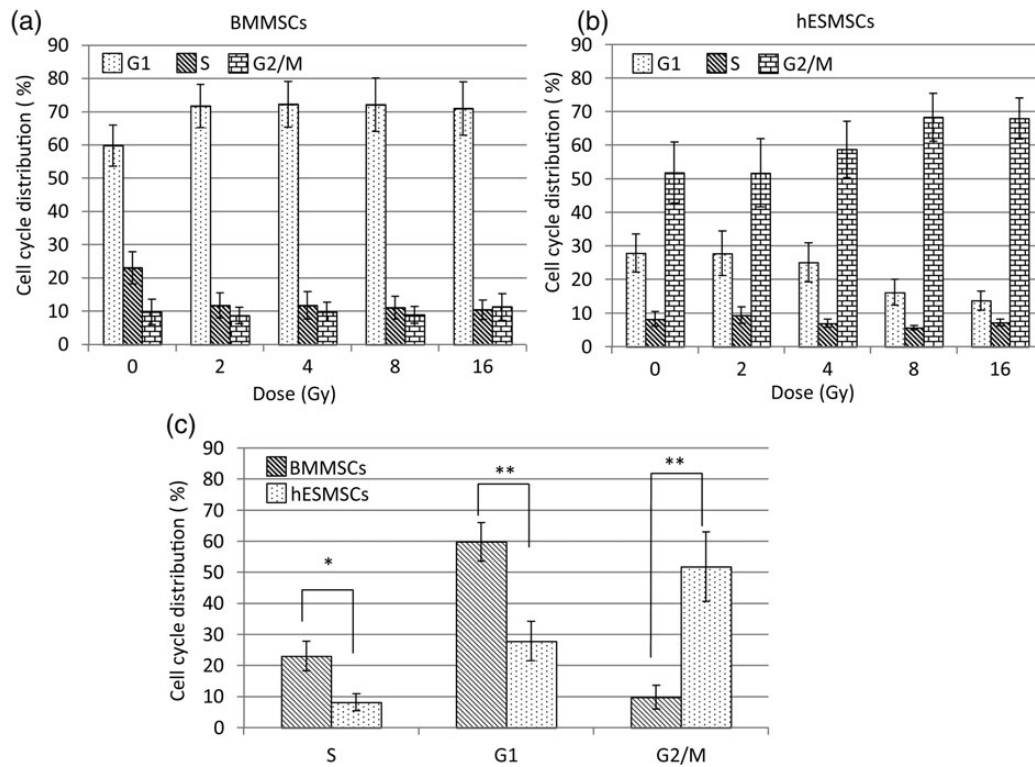 (a)
BMMSCs
G1 S G2/M
Cell cycle distribution ( %)
90
80
70
60
50
40
30
20
10
0
0 2 4 8 16
Dose (Gy)
(b)
hESMSCs
G1 S G2/M
Cell cycle distribution ( %)
90
80
70
60
50
40
30
20
10
0
0 2 4 8 16
Dose (Gy)
(c)
BMMSCs
hESMSCs
Cell cycle distribution ( %)
90
80
70
60
50
40
30
20
10
0
*
**
**
S G1 G2/M